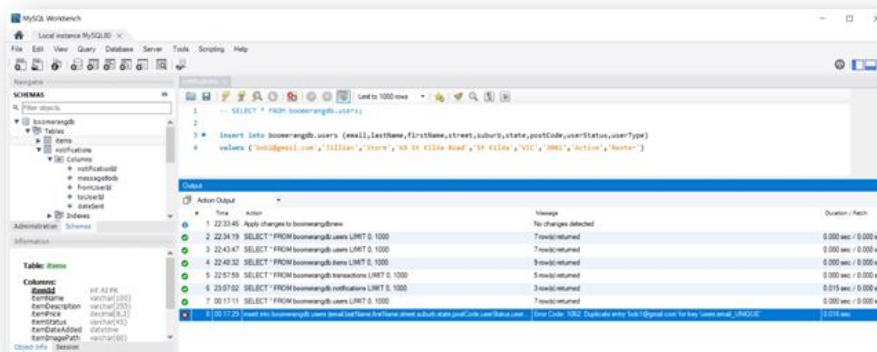 MySQL Workbench
Local instance MySQL80 ×
File Edit View Query Database Server Tools Scripting Help
Navigator
SCHEMAS
Filter objects
boomerangdb
Tables
items
notifications
Columns
notificationId
messageBody
fromUserId
toUserId
dateSent
Indexes
Administration Schemas
Information
Table: items
Columns:
itemId int AI PK
itemName varchar(100)
itemDescription varchar(255)
itemPrice decimal(8,2)
itemStatus varchar(45)
itemDateAdded datetime
itemImagePath varchar(60)
Object Info Session
notifications
Limit to 1000 rows
1 -- SELECT * FROM boomerangdb.users;
2
3 insert into boomerangdb.users (email,lastName,firstName,street,suburb,state,postCode,userStatus,userType)
4 values ('bob1@gmail.com','Jillian','Storm','68 St Kilda Road','St Kilda','VIC','3001','Active','Renter')
Output
Action Output
# Time Action Message Duration / Fetch
1 22:33:46 Apply changes to boomerangdbnew No changes detected
2 22:34:19 SELECT * FROM boomerangdb.users LIMIT 0, 1000 7 row(s) returned 0.000 sec / 0.000
3 22:43:47 SELECT * FROM boomerangdb.users LIMIT 0, 1000 7 row(s) returned 0.000 sec / 0.000
4 22:48:32 SELECT * FROM boomerangdb.items LIMIT 0, 1000 9 row(s) returned 0.000 sec / 0.000
5 22:57:59 SELECT * FROM boomerangdb.transactions LIMIT 0, 1000 5 row(s) returned 0.000 sec / 0.000
6 23:07:02 SELECT * FROM boomerangdb.notifications LIMIT 0, 1000 3 row(s) returned 0.015 sec / 0.000
7 00:17:11 SELECT * FROM boomerangdb.users LIMIT 0, 1000 7 row(s) returned 0.000 sec / 0.000
8 00:17:29 insert into boomerangdb.users (email,lastName,firstName,street,suburb,state,postCode,userStatus,user... Error Code: 1062. Duplicate entry 'bob1@gmail.com' for key 'users.email_UNIQUE' 0.016 sec